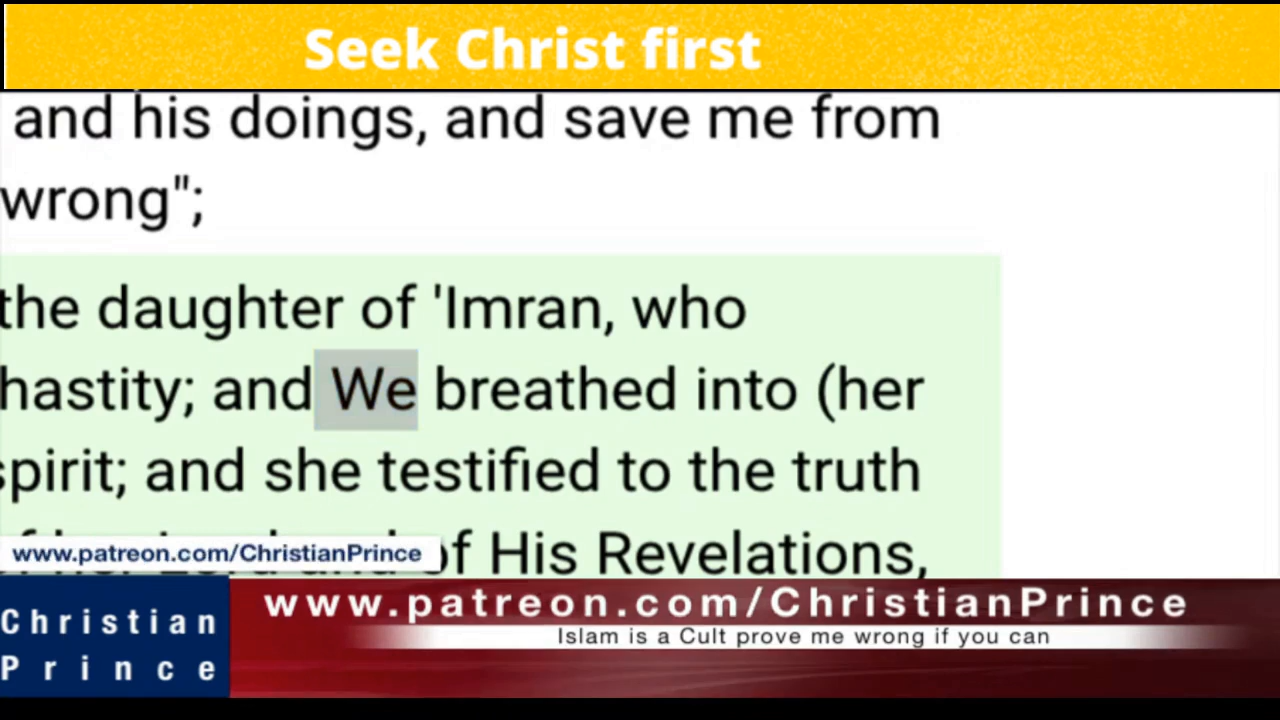 Seek Christ first
and his doings, and save me from
wrong";
the daughter of 'Imran, who
hastity; and We breathed into (her
spirit; and she testified to the truth
of His Revelations,
www.patreon.com/ChristianPrince
www.patreon.com/ChristianPrince
Islam is a Cult prove me wrong if you can
Christian
Prince